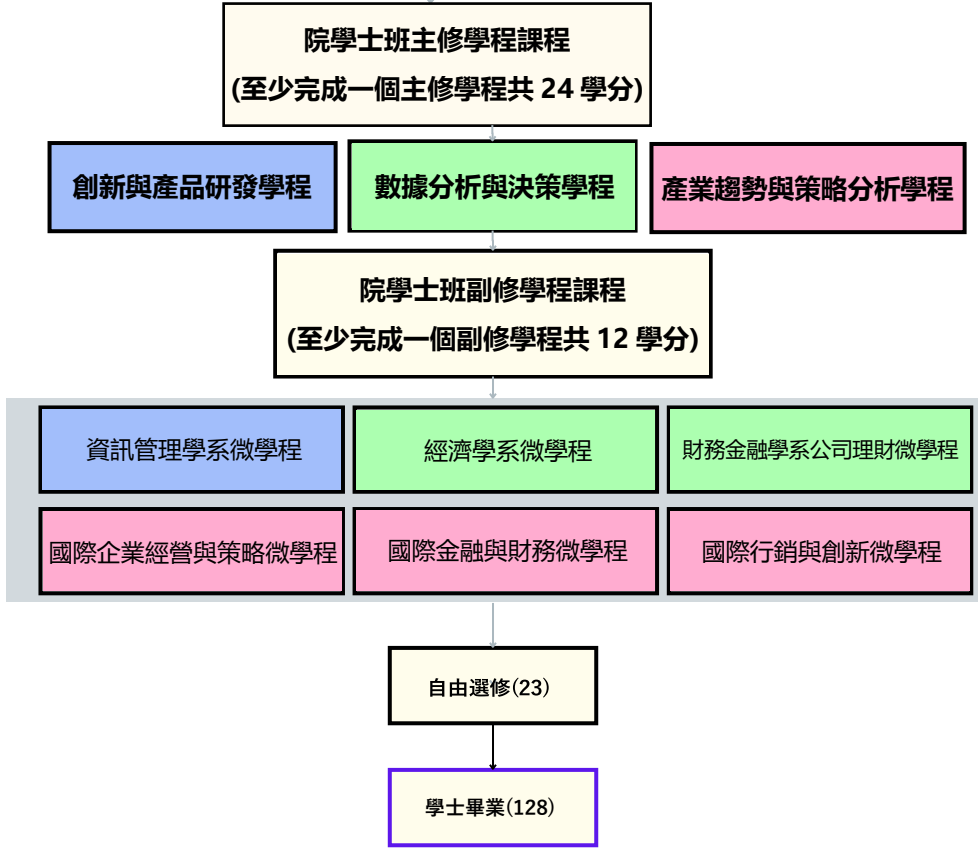 院學士班主修學程課程
(至少完成一個主修學程共 24 學分)
創新與產品研發學程
數據分析與決策學程
產業趨勢與策略分析學程
院學士班副修學程課程
(至少完成一個副修學程共 12 學分)
資訊管理學系微學程
經濟學系微學程
財務金融學系公司理財微學程
國際企業經營與策略微學程
國際金融與財務微學程
國際行銷與創新微學程
自由選修(23)
學士畢業(128)